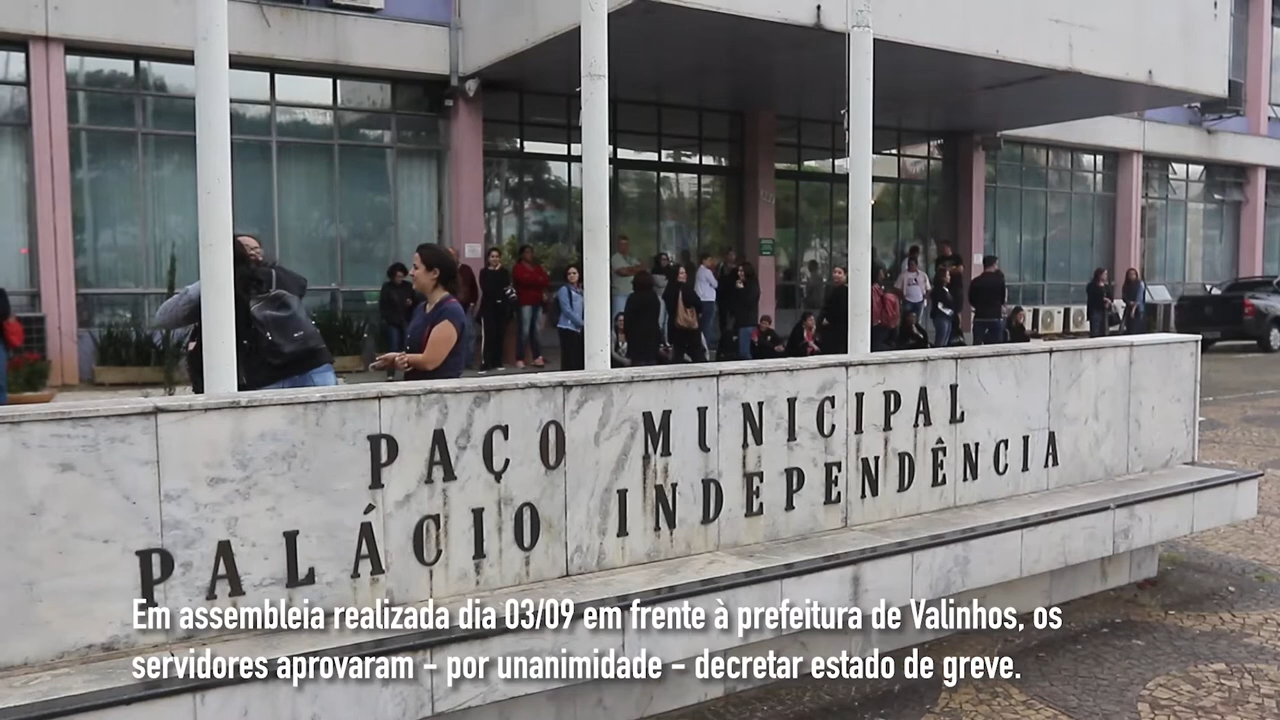 PAÇO MUNICIPAL
PALÁCIO INDEPENDÊNCIA
Em assembleia realizada dia 03/09 em frente à prefeitura de Valinhos, os
servidores aprovaram - por unanimidade - decretar estado de greve.